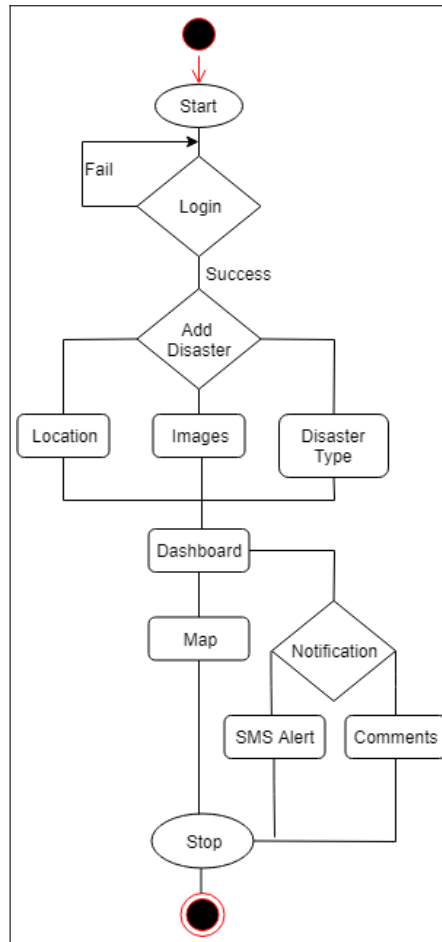 Start
Fail
Login
Success
Add
Disaster
Location
Images
Disaster
Type
Dashboard
Map
Notification
SMS Alert
Comments
Stop